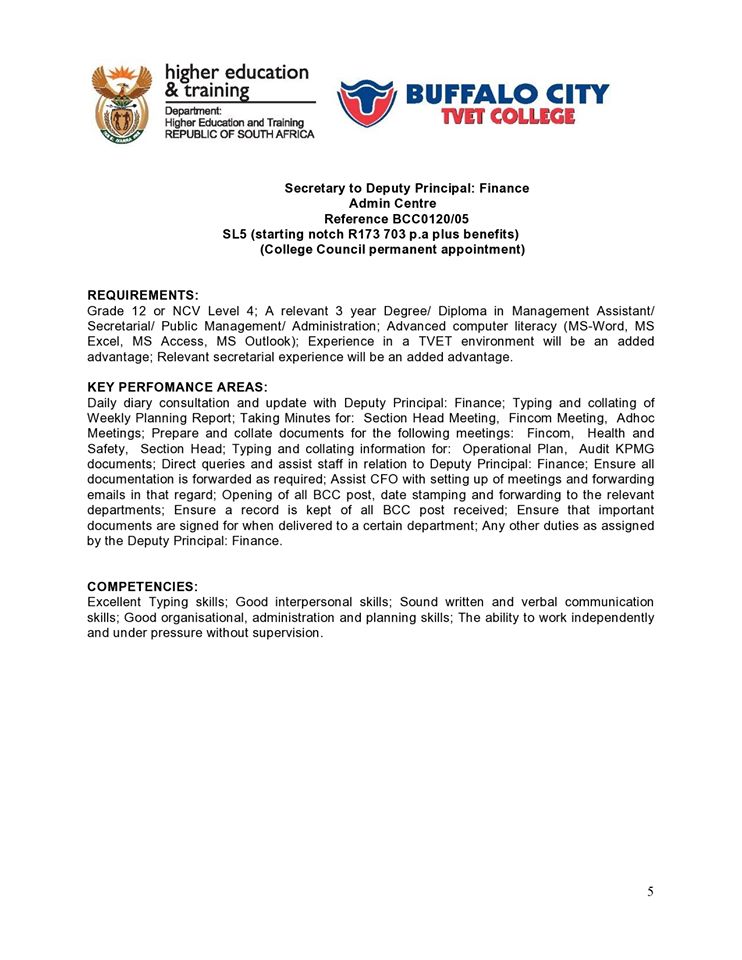 higher education
& training
Department:
Higher Education and Training
REPUBLIC OF SOUTH AFRICA
BUFFALO CITY
TVET COLLEGE
Secretary to Deputy Principal: Finance
Admin Centre
Reference BCC0120/05
SL5 (starting notch R173 703 p.a plus benefits)
(College Council permanent appointment)
REQUIREMENTS:
Grade 12 or NCV Level 4; A relevant 3 year Degree/ Diploma in Management Assistant/
Secretarial/ Public Management/ Administration; Advanced computer literacy (MS-Word, MS
Excel, MS Access, MS Outlook); Experience in a TVET environment will be an added
advantage; Relevant secretarial experience will be an added advantage.
KEY PERFOMANCE AREAS:
Daily diary consultation and update with Deputy Principal: Finance; Typing and collating of
Weekly Planning Report; Taking Minutes for: Section Head Meeting, Fincom Meeting, Adhoc
Meetings; Prepare and collate documents for the following meetings: Fincom, Health and
Safety, Section Head; Typing and collating information for: Operational Plan, Audit KPMG
documents; Direct queries and assist staff in relation to Deputy Principal: Finance; Ensure all
documentation is forwarded as required; Assist CFO with setting up of meetings and forwarding
emails in that regard; Opening of all BCC post, date stamping and forwarding to the relevant
departments; Ensure a record is kept of all BCC post received; Ensure that important
documents are signed for when delivered to a certain department; Any other duties as assigned
by the Deputy Principal: Finance.
COMPETENCIES:
Excellent Typing skills; Good interpersonal skills; Sound written and verbal communication
skills; Good organisational, administration and planning skills; The ability to work independently
and under pressure without supervision.
5